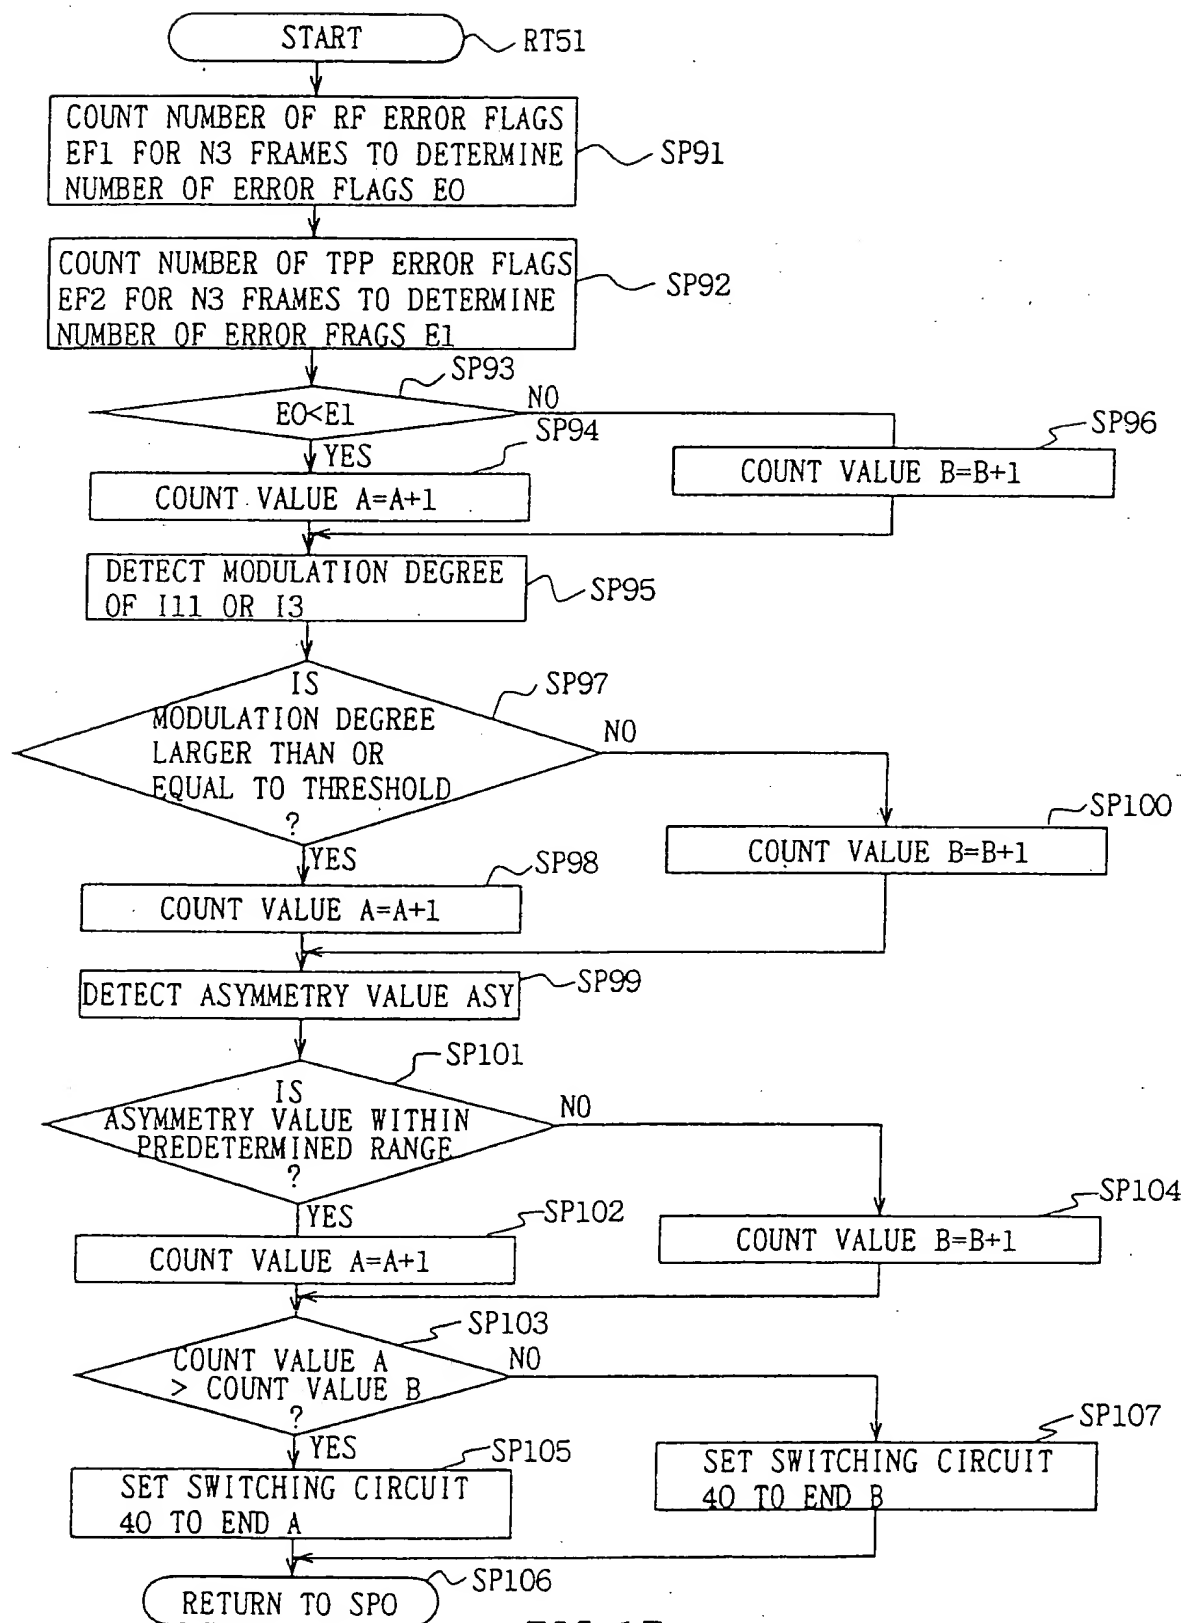 START
RT51
COUNT NUMBER OF RF ERROR FLAGS
EF1 FOR N3 FRAMES TO DETERMINE
NUMBER OF ERROR FLAGS E0
SP91
COUNT NUMBER OF TPP ERROR FLAGS
EF2 FOR N3 FRAMES TO DETERMINE
NUMBER OF ERROR FRAGS E1
SP92
SP93
E0<E1
NO
YES
SP94
COUNT VALUE A=A+1
SP96
COUNT VALUE B=B+1
DETECT MODULATION DEGREE
OF I11 OR I3
SP95
IS
MODULATION DEGREE
LARGER THAN OR
EQUAL TO THRESHOLD
?
SP97
NO
YES
SP98
COUNT VALUE A=A+1
SP100
COUNT VALUE B=B+1
DETECT ASYMMETRY VALUE ASY
SP99
SP101
IS
ASYMMETRY VALUE WITHIN
PREDETERMINED RANGE
?
NO
YES
SP102
COUNT VALUE A=A+1
SP104
COUNT VALUE B=B+1
SP103
COUNT VALUE A
> COUNT VALUE B
?
NO
YES
SP105
SET SWITCHING CIRCUIT
40 TO END A
SP107
SET SWITCHING CIRCUIT
40 TO END B
SP106
RETURN TO SP0